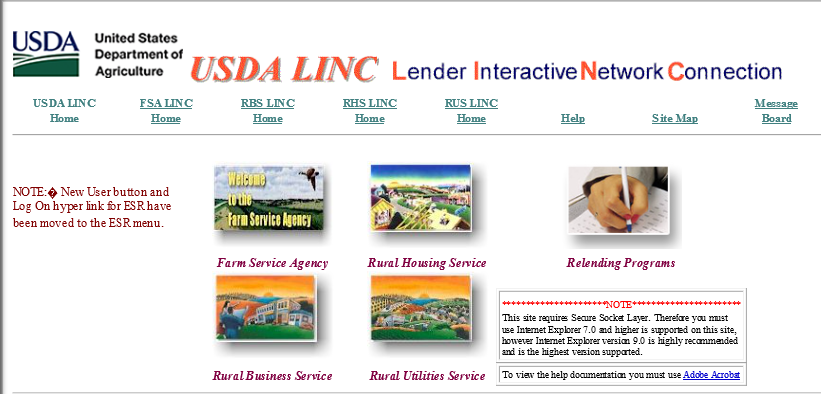 USDA
United States
Department of
Agriculture
USDA LINC
Lender Interactive Network Connection
USDA LINC
Home
FSA LINC
Home
RBS LINC
Home
RHS LINC
Home
RUS LINC
Home
Help
Site Map
Message
Board
NOTE:� New User button and
Log On hyper link for ESR have
been moved to the ESR menu.
Welcome
to the
Farm Service Agency
Farm Service Agency
Rural Housing Service
Relending Programs
Rural Business Service
Rural Utilities Service
**********************NOTE***********************
This site requires Secure Socket Layer. Therefore you must
use Internet Explorer 7.0 and higher is supported on this site,
however Internet Explorer version 9.0 is highly recommended
and is the highest version supported.
To view the help documentation you must use Adobe Acrobat